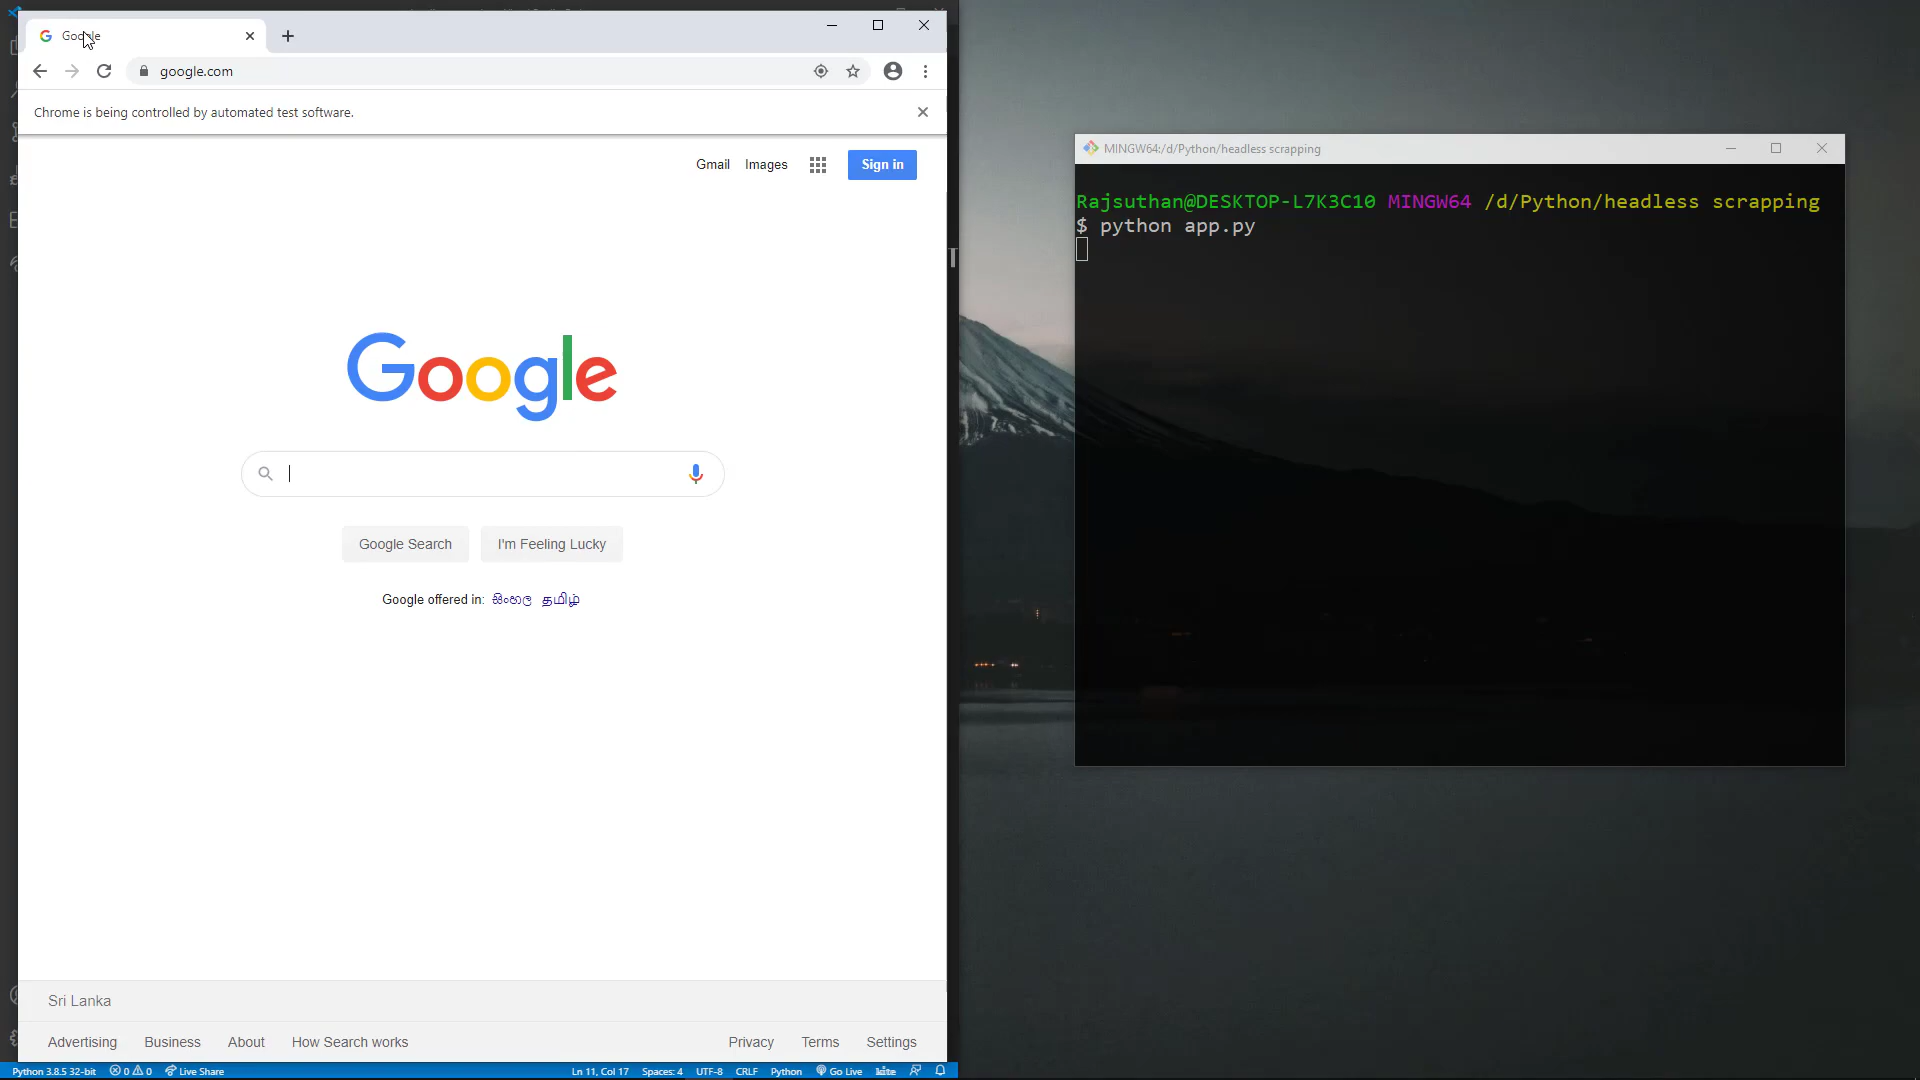 Google
google.com
Chrome is being controlled by automated test software.
Gmail Images Sign in
Google
Google Search I'm Feeling Lucky
Google offered in: සිංහල தமிழ்
Sri Lanka
Advertising Business About How Search works Privacy Terms Settings
Python 3.8.5 32-bit 0 0 Live Share Ln 11, Col 17 Spaces: 4 UTF-8 CRLF Python Go Live kite
MINGW64:/d/Python/headless scrapping
Rajsuthan@DESKTOP-L7K3C10 MINGW64 /d/Python/headless scrapping
$ python app.py